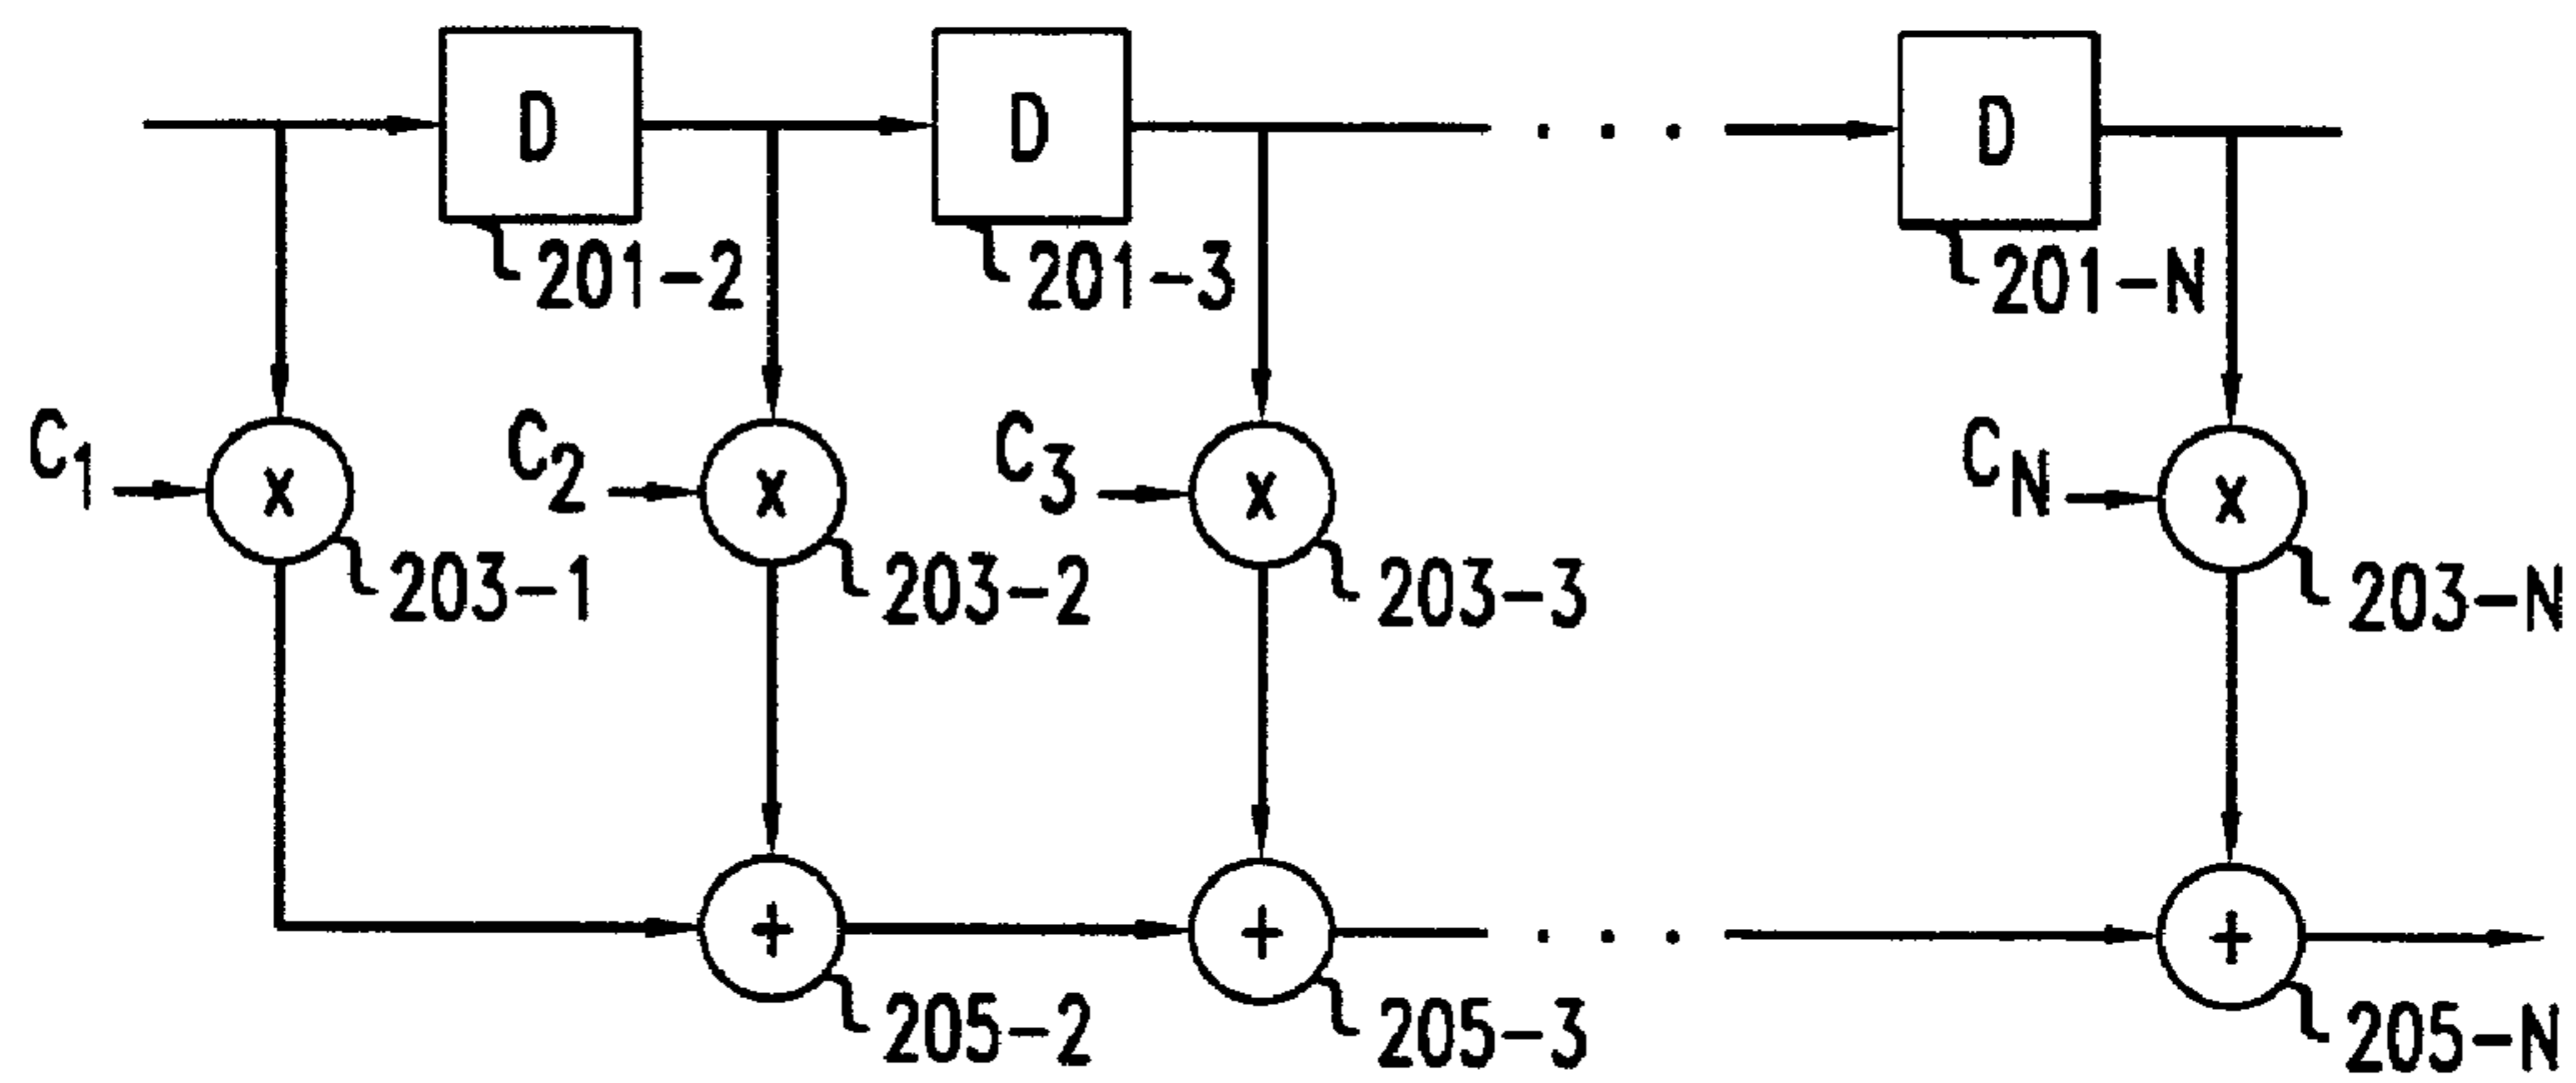 D D D
201-2 201-3 201-N
C1 x C2 x C3 x CN x
203-1 203-2 203-3 203-N
+ + +
205-2 205-3 205-N